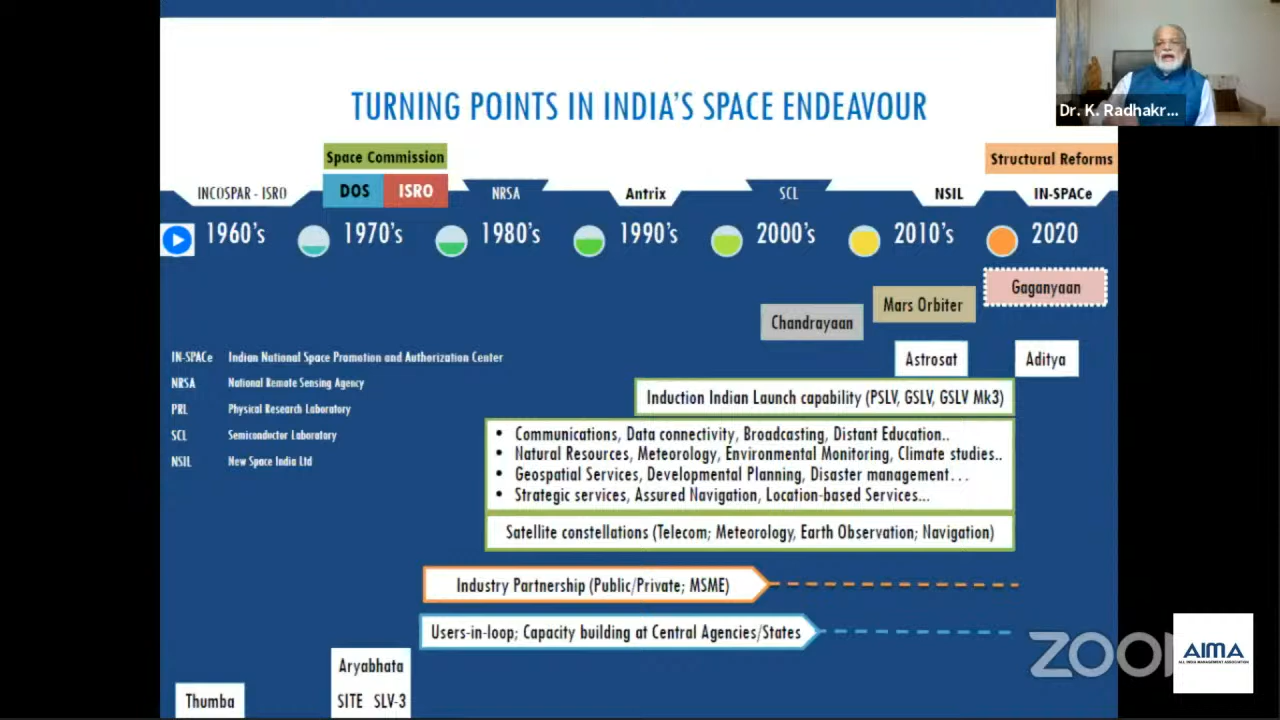 TURNING POINTS IN INDIA'S SPACE ENDEAVOUR
Dr. K. Radhakr...
Space Commission
Structural Reforms
INCOSPAR - ISRO
DOS
ISRO
NRSA
Antrix
SCL
NSIL
IN-SPACe
1960's
1970's
1980's
1990's
2000's
2010's
2020
Gaganyaan
Mars Orbiter
Chandrayaan
Astrosat
Aditya
IN-SPACe Indian National Space Promotion and Authorization Center
NRSA National Remote Sensing Agency
PRL Physical Research Laboratory
SCL Semiconductor Laboratory
NSIL New Space India Ltd
Induction Indian Launch capability (PSLV, GSLV, GSLV Mk3)
• Communications, Data connectivity, Broadcasting, Distant Education..
• Natural Resources, Meteorology, Environmental Monitoring, Climate studies..
• Geospatial Services, Developmental Planning, Disaster management...
• Strategic services, Assured Navigation, Location-based Services...
Satellite constellations (Telecom; Meteorology, Earth Observation; Navigation)
Industry Partnership (Public/Private; MSME)
Users-in-loop; Capacity building at Central Agencies/States
Aryabhata
SITE SLV-3
Thumba
ZOOM
AIMA
ALL INDIA MANAGEMENT ASSOCIATION